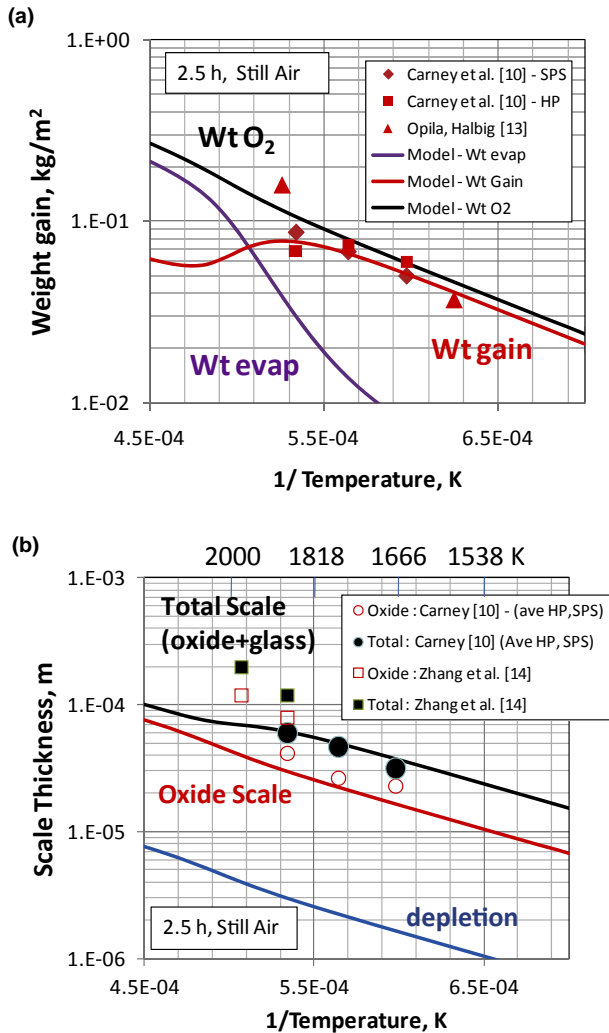 (a)
1.E+00
2.5 h, Still Air
Carney et al. [10] - SPS
Carney et al. [10] - HP
Opila, Halbig [13]
Model - Wt evap
Model - Wt Gain
Model - Wt O2
Wt O2
Weight gain, kg/m2
1.E-01
Wt evap
Wt gain
1.E-02
4.5E-04 5.5E-04 6.5E-04
1/ Temperature, K
(b)
2000 1818 1666 1538 K
1.E-03
Total Scale
(oxide+glass)
Oxide : Carney [10] - (ave HP,SPS)
Total : Carney [10] (Ave HP, SPS)
Oxide : Zhang et al. [14]
Total : Zhang et al. [14]
Scale Thickness, m
1.E-04
Oxide Scale
1.E-05
depletion
2.5 h, Still Air
1.E-06
4.5E-04 5.5E-04 6.5E-04
1/Temperature, K